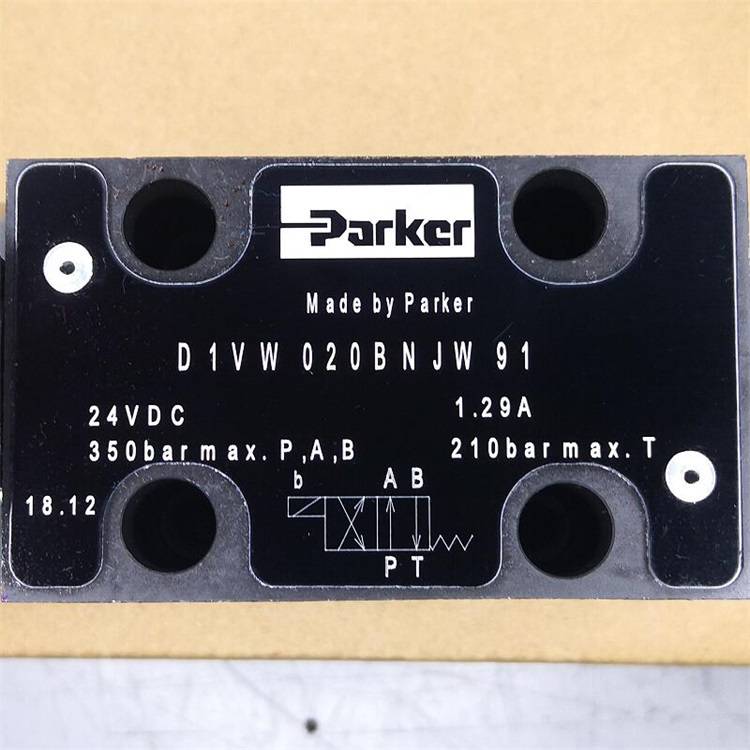 Parker
Made by Parker
D1VW 020BNJW 91
24VDC 1.29A
350bar max. P,A,B 210bar max. T
18.12
b A B
P T